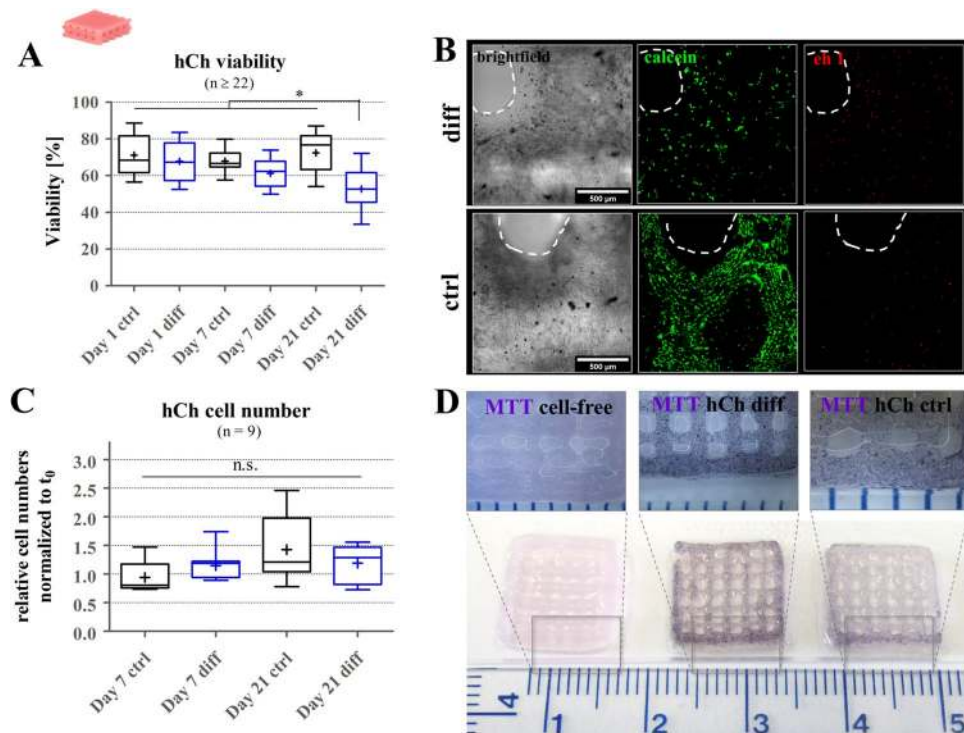 A
hCh viability
(n ≥ 22)
*
Viability [%]
100
80
60
40
20
0
Day 1 ctrl
Day 1 diff
Day 7 ctrl
Day 7 diff
Day 21 ctrl
Day 21 diff
B
brightfield
calcein
eh 1
diff
500 µm
500 µm
ctrl
500 µm
500 µm
C
hCh cell number
(n = 9)
n.s.
relative cell numbers
normalized to t₀
3.0
2.5
2.0
1.5
1.0
0.5
0.0
Day 7 ctrl
Day 7 diff
Day 21 ctrl
Day 21 diff
D
MTT cell-free
MTT hCh diff
MTT hCh ctrl
4
1
2
3
4
5